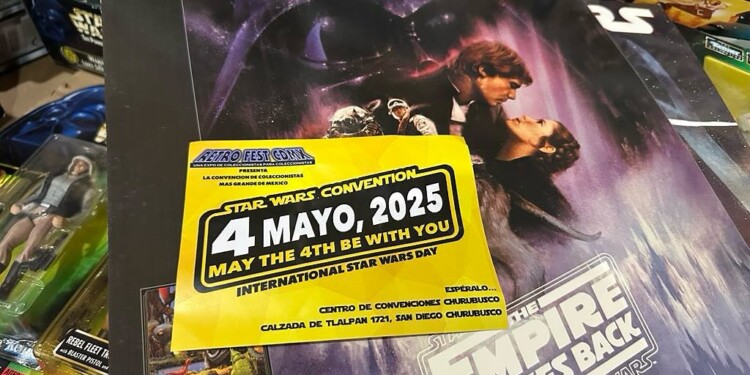 STAR
WARS
RETRO FEST CDMX
UNA EXPO DE COLECCIONISTAS PARA COLECCIONISTAS
PRESENTA
LA CONVENCION DE COLECCIONISTAS
MAS GRANDE DE MEXICO
STAR WARS CONVENTION
4 MAYO, 2025
MAY THE 4TH BE WITH YOU
INTERNATIONAL STAR WARS DAY
ESPÉRALO...
CENTRO DE CONVENCIONES CHURUBUSCO
CALZADA DE TLALPAN 1721, SAN DIEGO CHURUBUSCO
THE
EMPIRE
BACK
WARS
REBEL FLEET TR
with BLASTER PISTOL